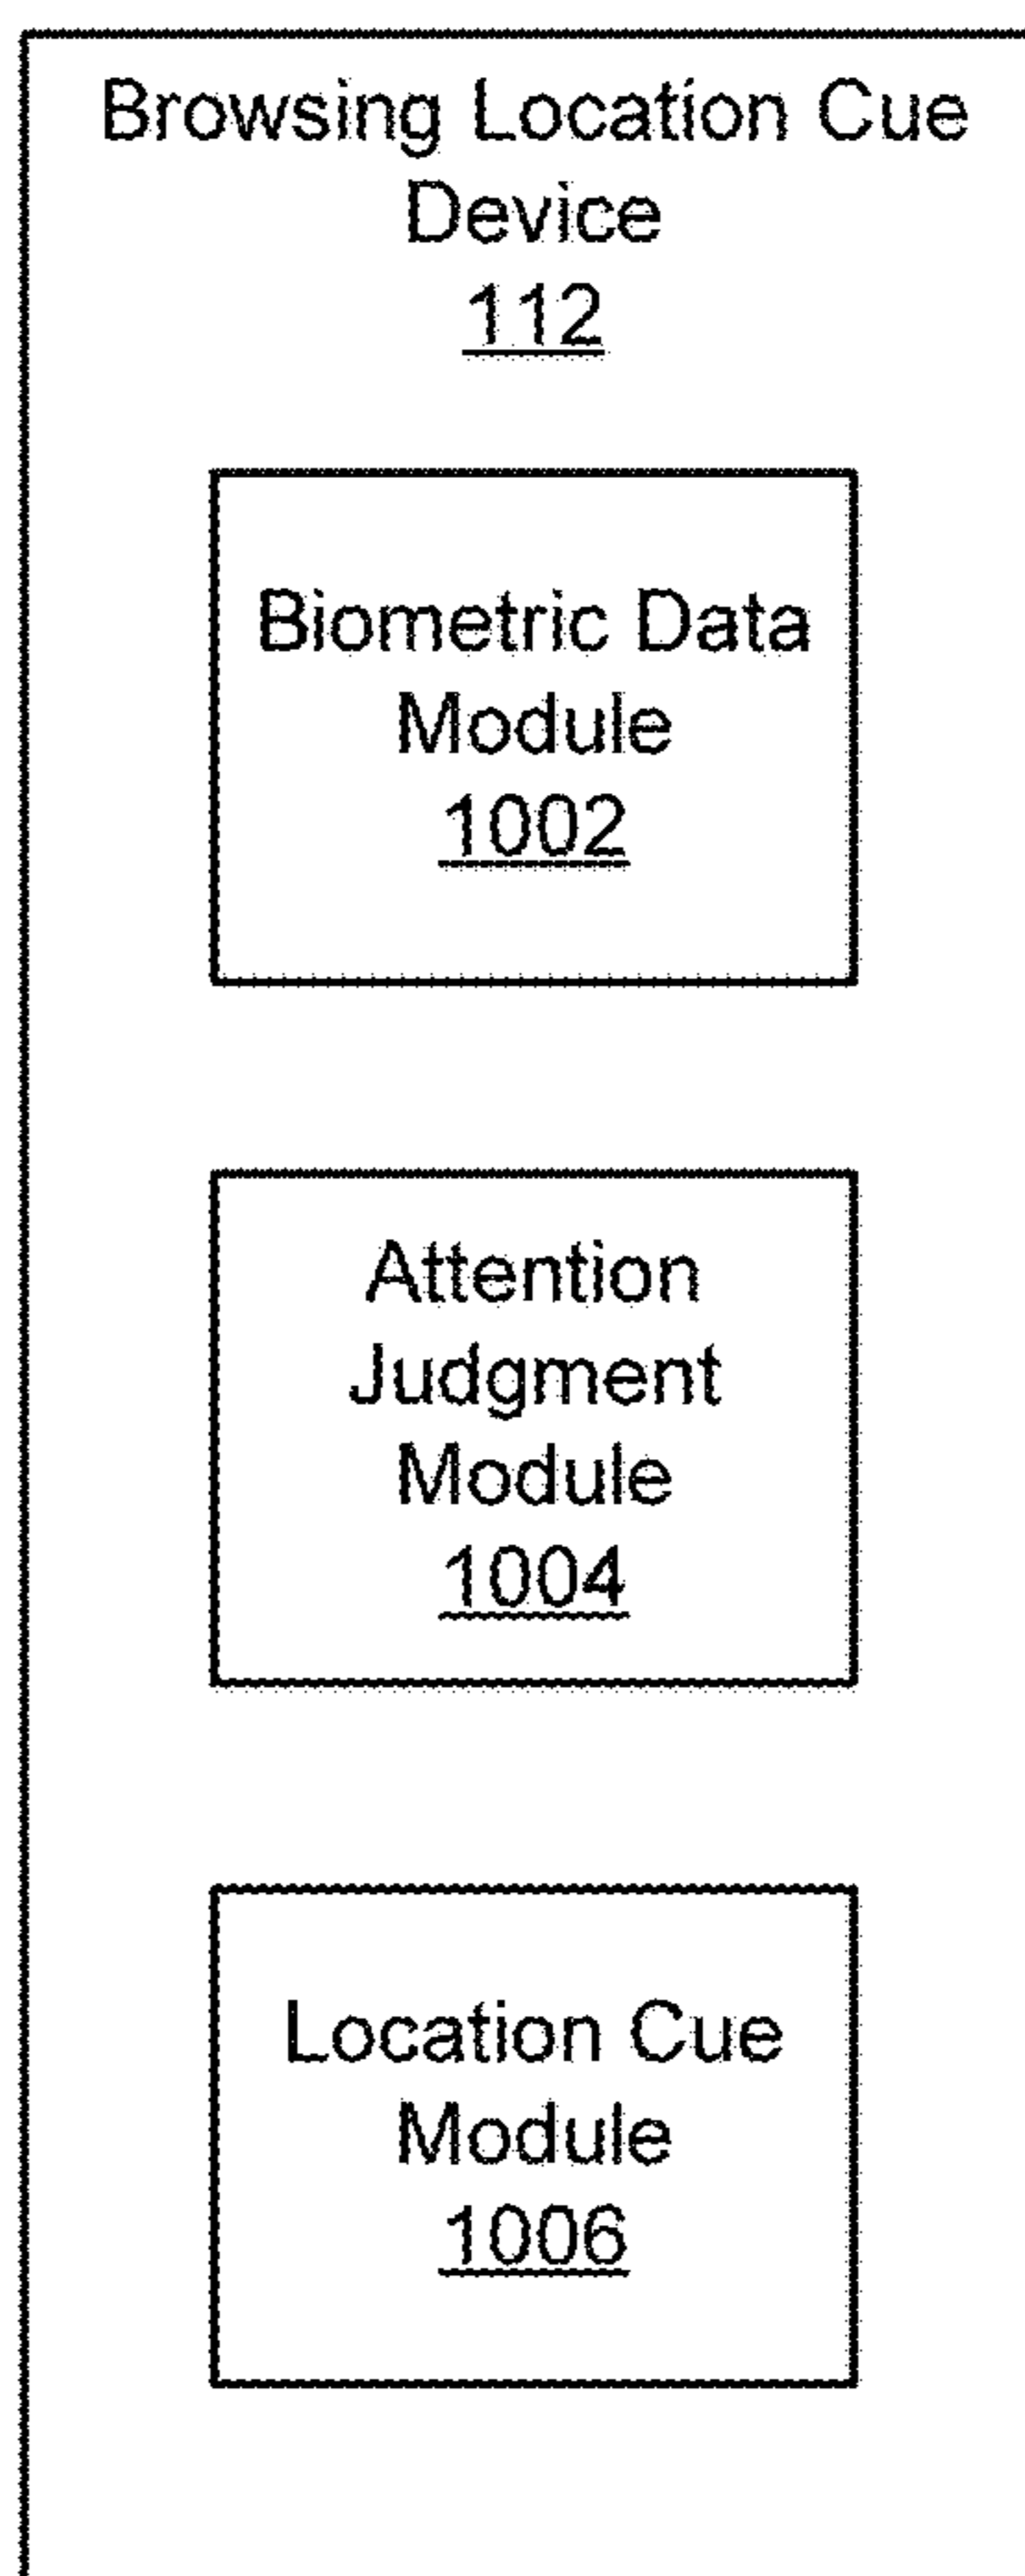 Browsing Location Cue
Device
112
Biometric Data
Module
1002
Attention
Judgment
Module
1004
Location Cue
Module
1006